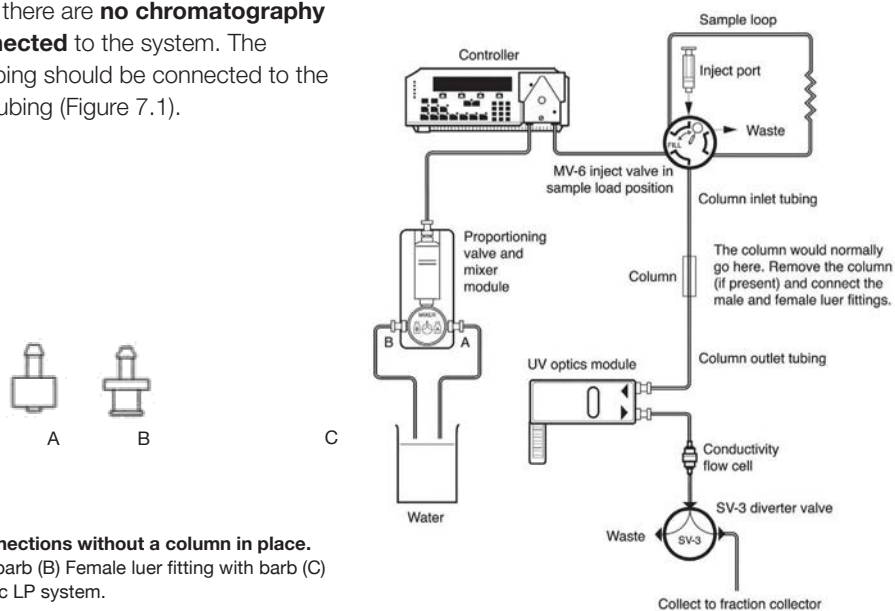 there are no chromatography
nected to the system. The
bing should be connected to the
ubing (Figure 7.1).
A
B
C
nections without a column in place.
barb (B) Female luer fitting with barb (C)
c LP system.
Sample loop
Controller
Inject port
Waste
FILL
MV-6 inject valve in
sample load position
Column inlet tubing
Proportioning
valve and
mixer
module
The column would normally
go here. Remove the column
(if present) and connect the
male and female luer fittings.
Column
MIXER
B
A
Column outlet tubing
UV optics module
Conductivity
flow cell
Water
SV-3 diverter valve
Waste
SV-3
Collect to fraction collector